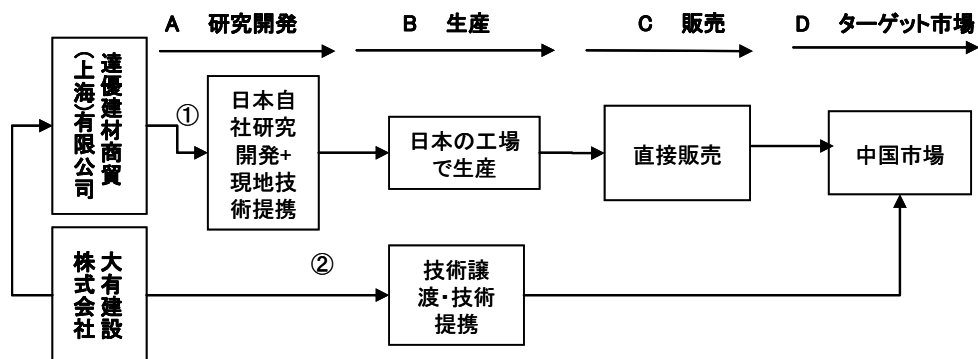 A 研究開発
B 生産
C 販売
D ターゲット市場
達優建材商貿
(上海)有限公司
①
日本自
社研究
開発+
現地技
術提携
日本の工場
で生産
直接販売
中国市場
大有建設
株式会社
②
技術譲
渡・技術
提携